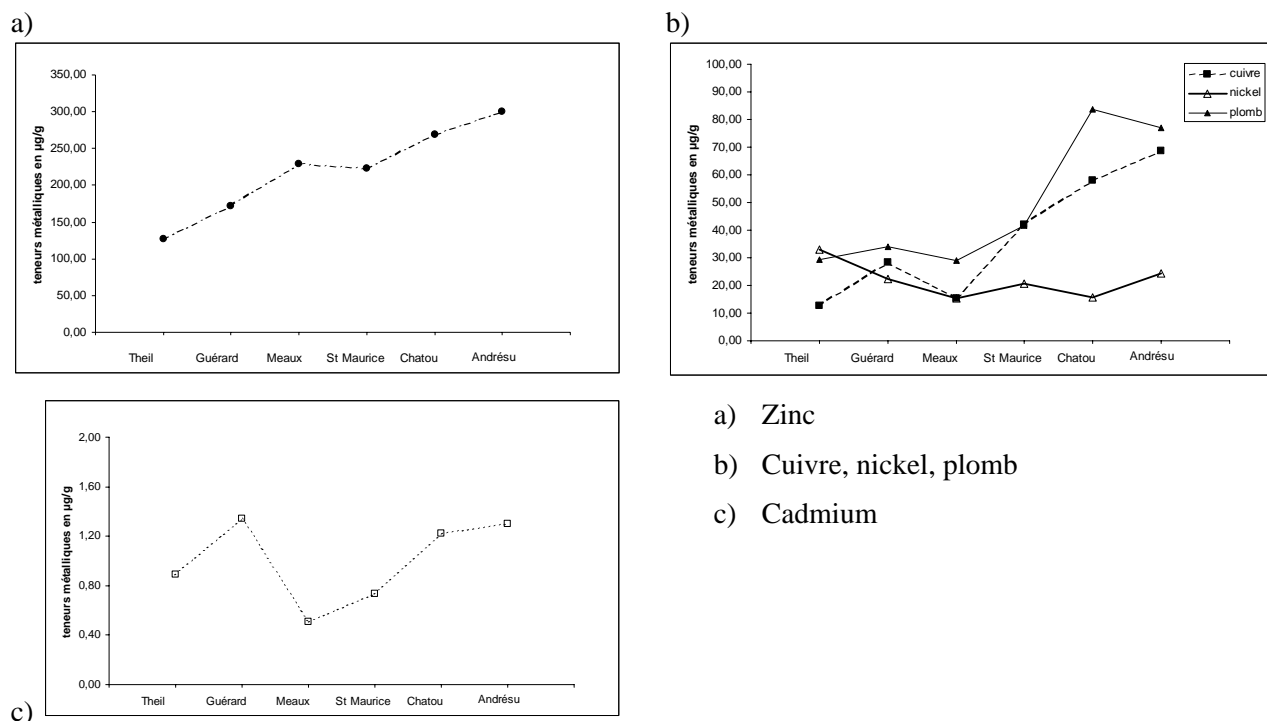 a)
teneurs métalliques en µg/g
350,00
300,00
250,00
200,00
150,00
100,00
50,00
0,00
Theil Guérard Meaux St Maurice Chatou Andrésu
b)
teneurs métalliques en µg/g
100,00
90,00
80,00
70,00
60,00
50,00
40,00
30,00
20,00
10,00
0,00
Theil Guérard Meaux St Maurice Chatou Andrésu
cuivre
nickel
plomb
c)
teneurs métalliques en µg/g
2,00
1,60
1,20
0,80
0,40
0,00
Theil Guérard Meaux St Maurice Chatou Andrésu
a) Zinc
b) Cuivre, nickel, plomb
c) Cadmium